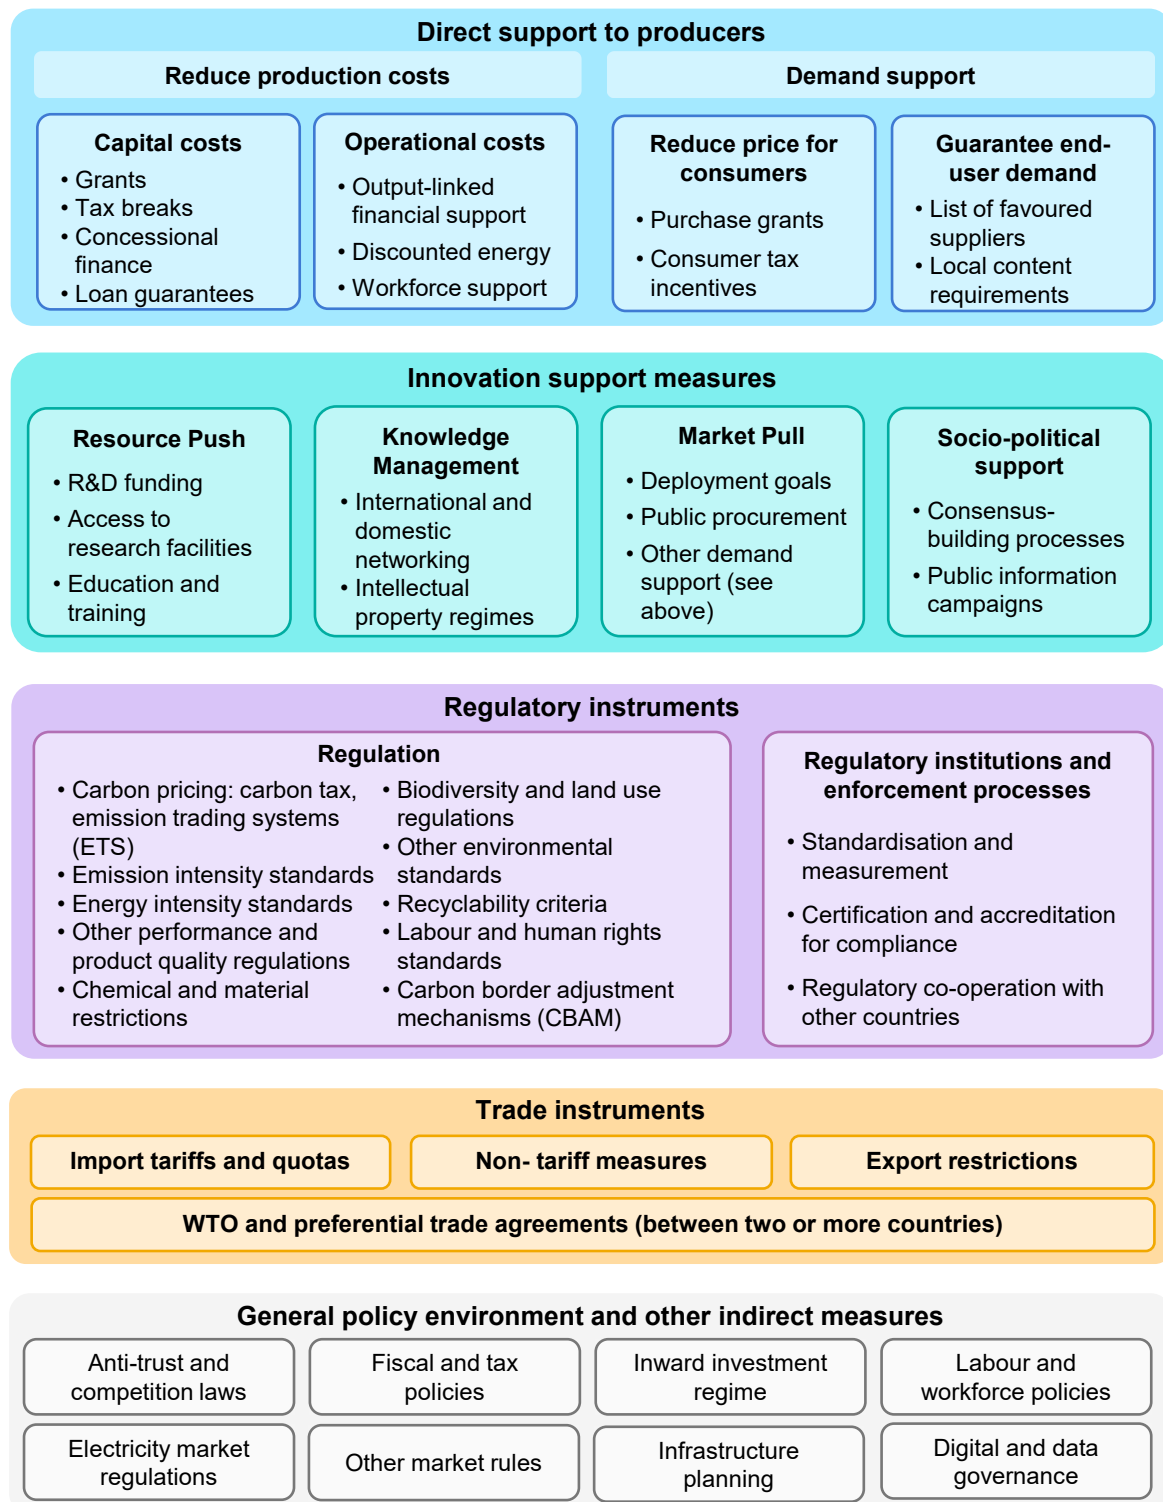 Direct support to producers
Reduce production costs
Demand support
Capital costs
• Grants
• Tax breaks
• Concessional
finance
• Loan guarantees
Operational costs
• Output-linked
financial support
• Discounted energy
• Workforce support
Reduce price for
consumers
• Purchase grants
• Consumer tax
incentives
Guarantee end-
user demand
• List of favoured
suppliers
• Local content
requirements
Innovation support measures
Resource Push
• R&D funding
• Access to
research facilities
• Education and
training
Knowledge
Management
• International and
domestic
networking
• Intellectual
property regimes
Market Pull
• Deployment goals
• Public procurement
• Other demand
support (see
above)
Socio-political
support
• Consensus-
building processes
• Public information
campaigns
Regulatory instruments
Regulation
• Carbon pricing: carbon tax,
emission trading systems
(ETS)
• Emission intensity standards
• Energy intensity standards
• Other performance and
product quality regulations
• Chemical and material
restrictions
• Biodiversity and land use
regulations
• Other environmental
standards
• Recyclability criteria
• Labour and human rights
standards
• Carbon border adjustment
mechanisms (CBAM)
Regulatory institutions and
enforcement processes
• Standardisation and
measurement
• Certification and accreditation
for compliance
• Regulatory co-operation with
other countries
Trade instruments
Import tariffs and quotas
Non- tariff measures
Export restrictions
WTO and preferential trade agreements (between two or more countries)
General policy environment and other indirect measures
Anti-trust and
competition laws
Fiscal and tax
policies
Inward investment
regime
Labour and
workforce policies
Electricity market
regulations
Other market rules
Infrastructure
planning
Digital and data
governance